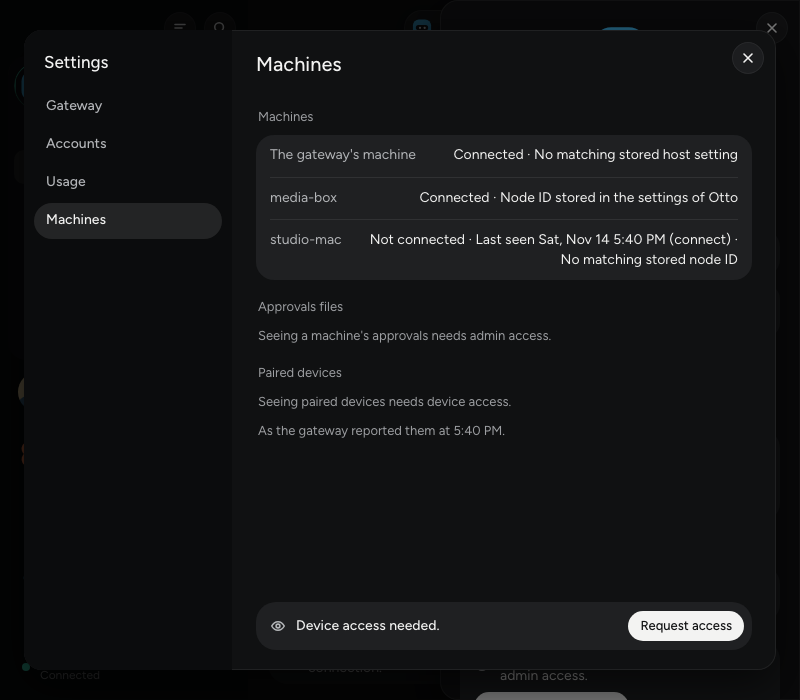 Settings
Gateway
Accounts
Usage
Machines
Machines
Machines
The gateway's machine
Connected · No matching stored host setting
media-box
Connected · Node ID stored in the settings of Otto
studio-mac
Not connected · Last seen Sat, Nov 14 5:40 PM (connect) ·
No matching stored node ID
Approvals files
Seeing a machine's approvals needs admin access.
Paired devices
Seeing paired devices needs device access.
As the gateway reported them at 5:40 PM.
Device access needed.
Request access
Connected
connection.
admin access.